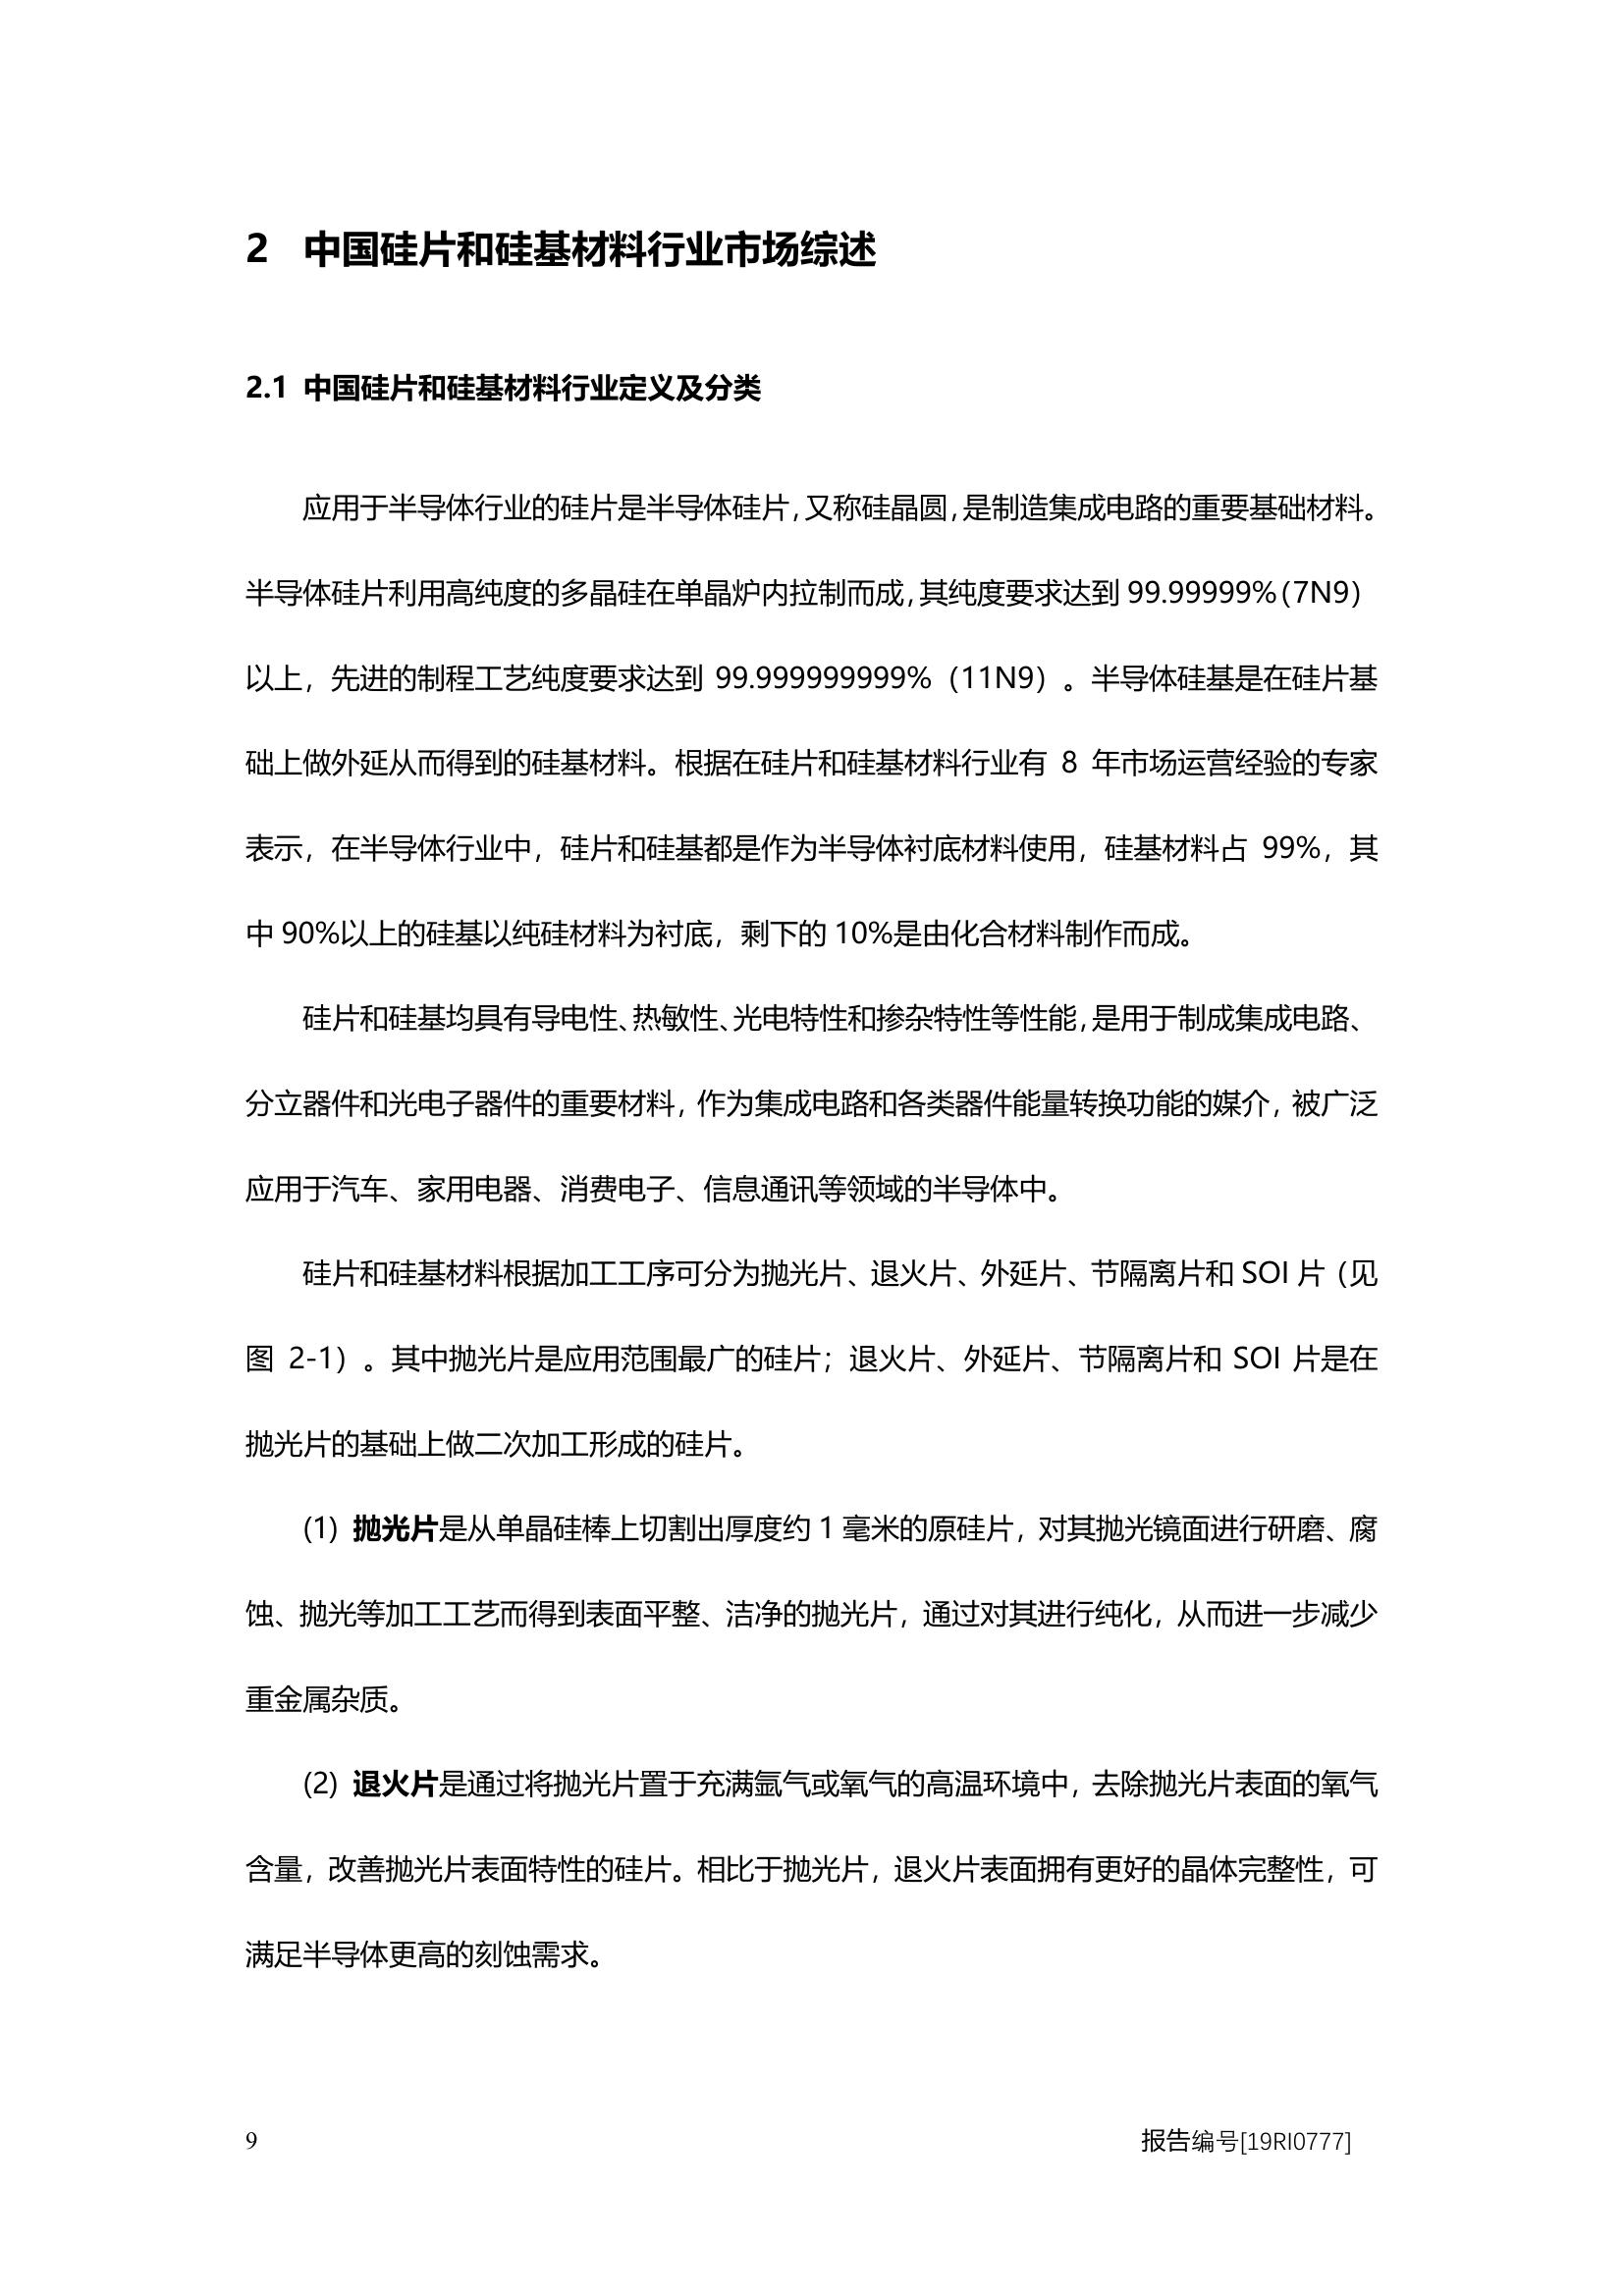 2 中国硅片和硅基材料行业市场综述
2.1 中国硅片和硅基材料行业定义及分类
应用于半导体行业的硅片是半导体硅片，又称硅晶圆，是制造集成电路的重要基础材料。
半导体硅片利用高纯度的多晶硅在单晶炉内拉制而成，其纯度要求达到 99.99999%（7N9）
以上，先进的制程工艺纯度要求达到 99.999999999%（11N9）。半导体硅基是在硅片基
础上做外延从而得到的硅基材料。根据在硅片和硅基材料行业有 8 年市场运营经验的专家
表示，在半导体行业中，硅片和硅基都是作为半导体衬底材料使用，硅基材料占 99%，其
中 90%以上的硅基以纯硅材料为衬底，剩下的 10%是由化合材料制作而成。
硅片和硅基均具有导电性、热敏性、光电特性和掺杂特性等性能，是用于制成集成电路、
分立器件和光电子器件的重要材料，作为集成电路和各类器件能量转换功能的媒介，被广泛
应用于汽车、家用电器、消费电子、信息通讯等领域的半导体中。
硅片和硅基材料根据加工工序可分为抛光片、退火片、外延片、节隔离片和 SOI 片（见
图 2-1）。其中抛光片是应用范围最广的硅片；退火片、外延片、节隔离片和 SOI 片是在
抛光片的基础上做二次加工形成的硅片。
(1) 抛光片是从单晶硅棒上切割出厚度约 1 毫米的原硅片，对其抛光镜面进行研磨、腐
蚀、抛光等加工工艺而得到表面平整、洁净的抛光片，通过对其进行纯化，从而进一步减少
重金属杂质。
(2) 退火片是通过将抛光片置于充满氩气或氧气的高温环境中，去除抛光片表面的氧气
含量，改善抛光片表面特性的硅片。相比于抛光片，退火片表面拥有更好的晶体完整性，可
满足半导体更高的刻蚀需求。
9 报告编号[19RI0777]